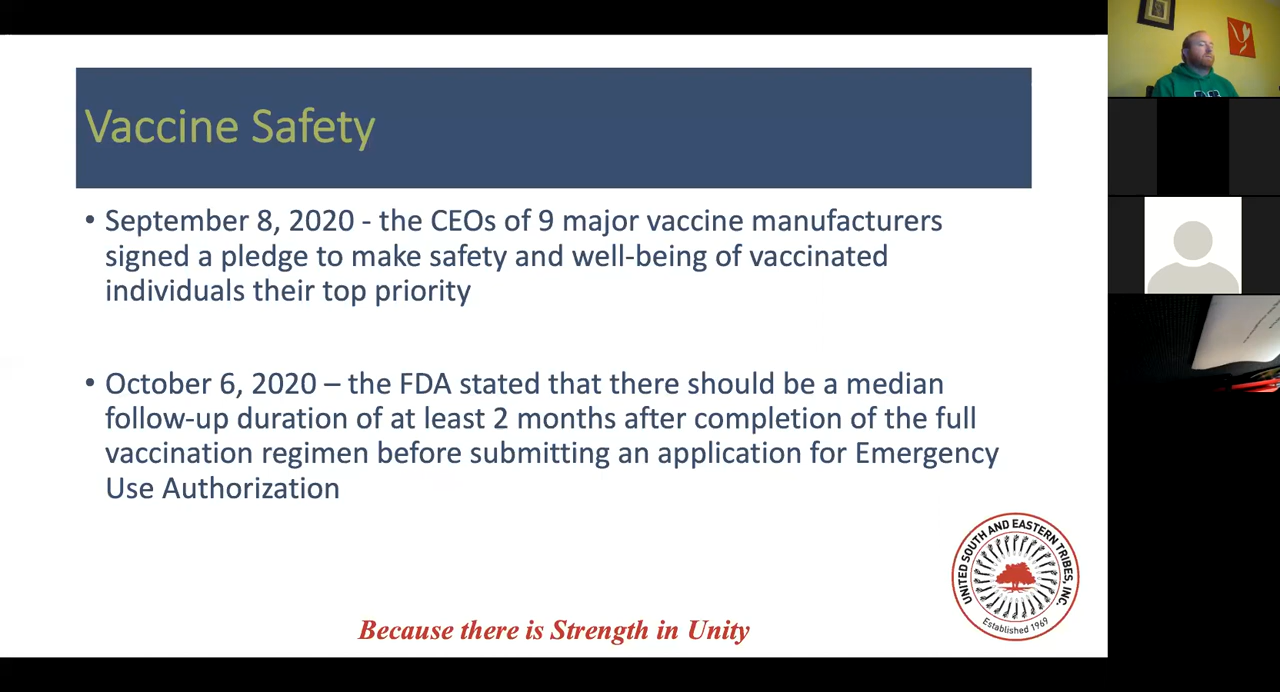 Vaccine Safety
• September 8, 2020 - the CEOs of 9 major vaccine manufacturers
signed a pledge to make safety and well-being of vaccinated
individuals their top priority
• October 6, 2020 – the FDA stated that there should be a median
follow-up duration of at least 2 months after completion of the full
vaccination regimen before submitting an application for Emergency
Use Authorization
UNITED SOUTH AND EASTERN TRIBES, INC.
Established 1969
Because there is Strength in Unity